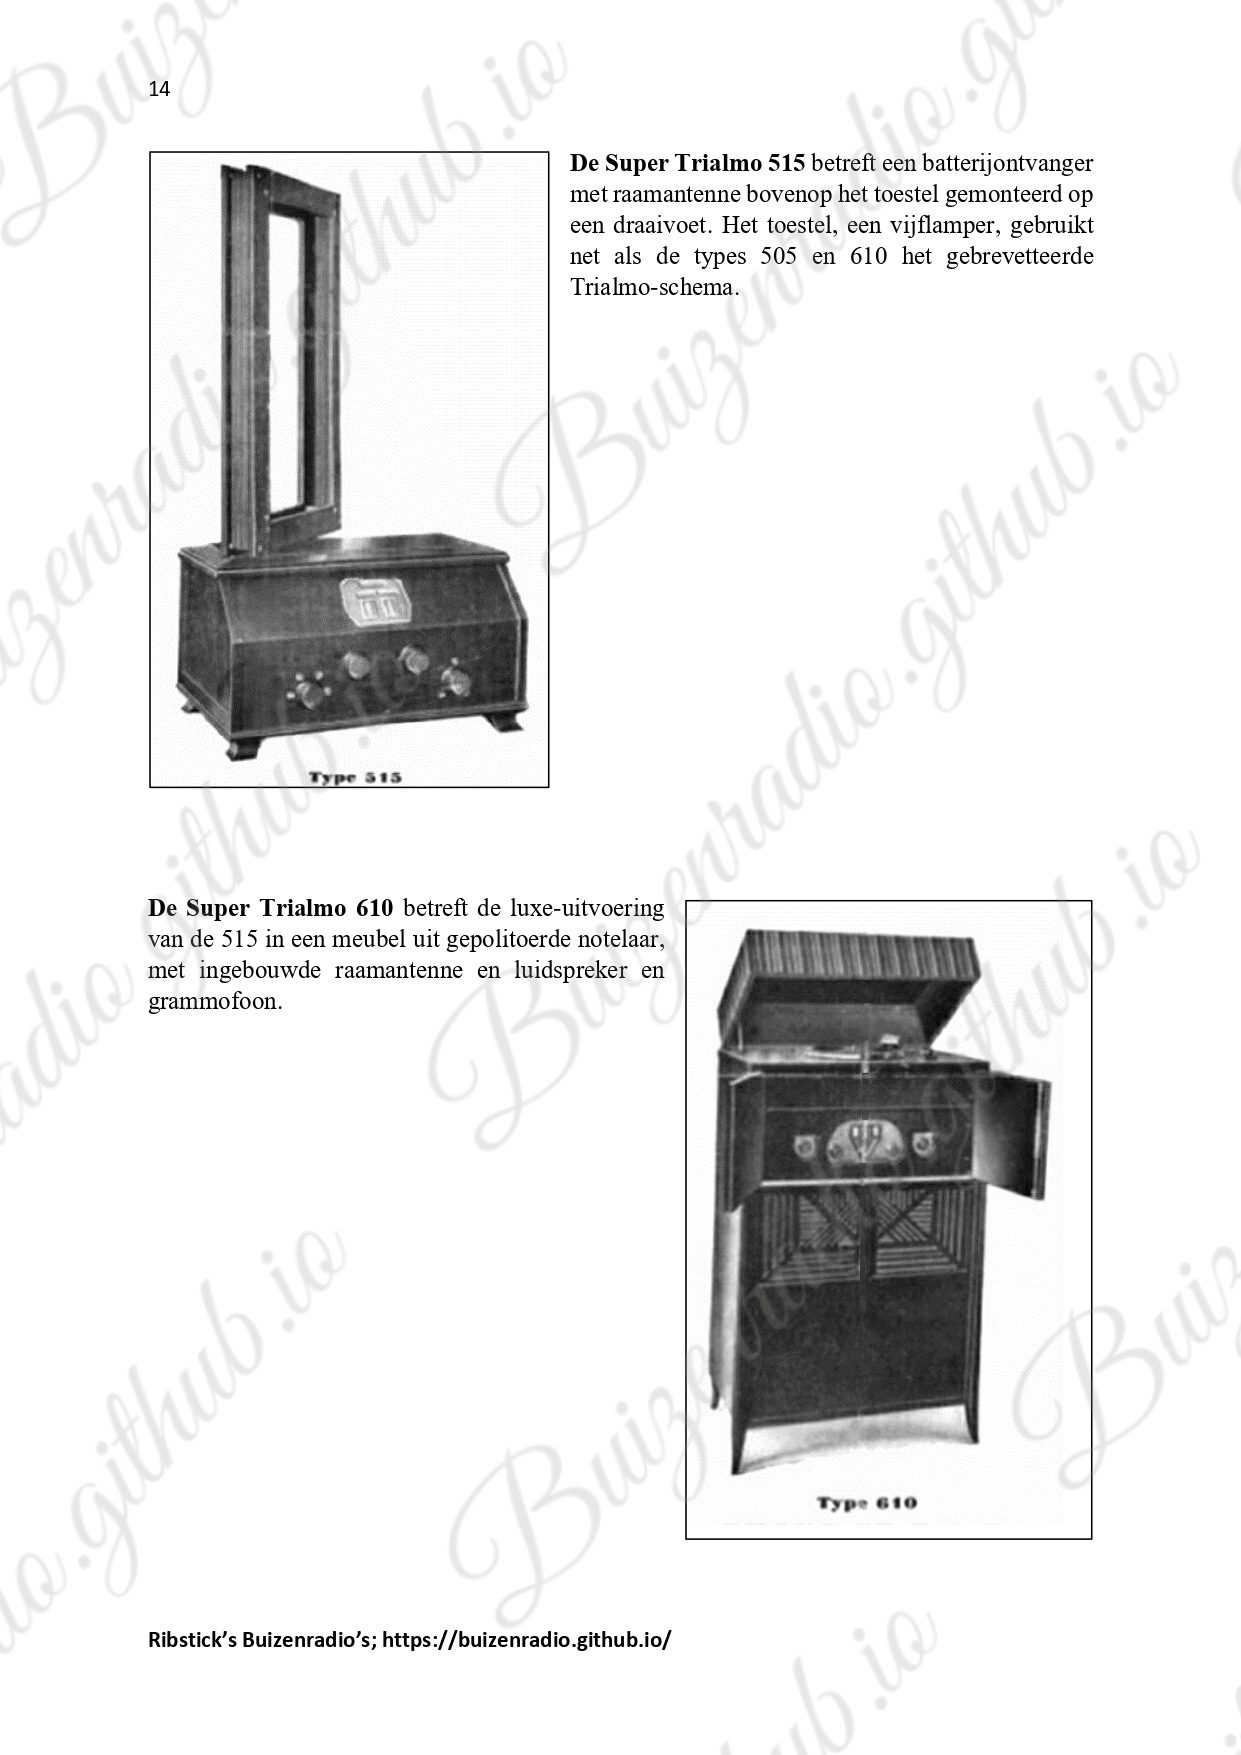 14
De Super Trialmo 515 betreft een batterijontvanger
met raamantenne bovenop het toestel gemonteerd op
een draaivoet. Het toestel, een vijflamper, gebruikt
net als de types 505 en 610 het gebrevetteerde
Trialmo-schema.
Type 515
De Super Trialmo 610 betreft de luxe-uitvoering
van de 515 in een meubel uit gepolitoerde notelaar,
met ingebouwde raamantenne en luidspreker en
grammofoon.
Type 610
Ribstick’s Buizenradio’s; https://buizenradio.github.io/
Buizenradio.github.io